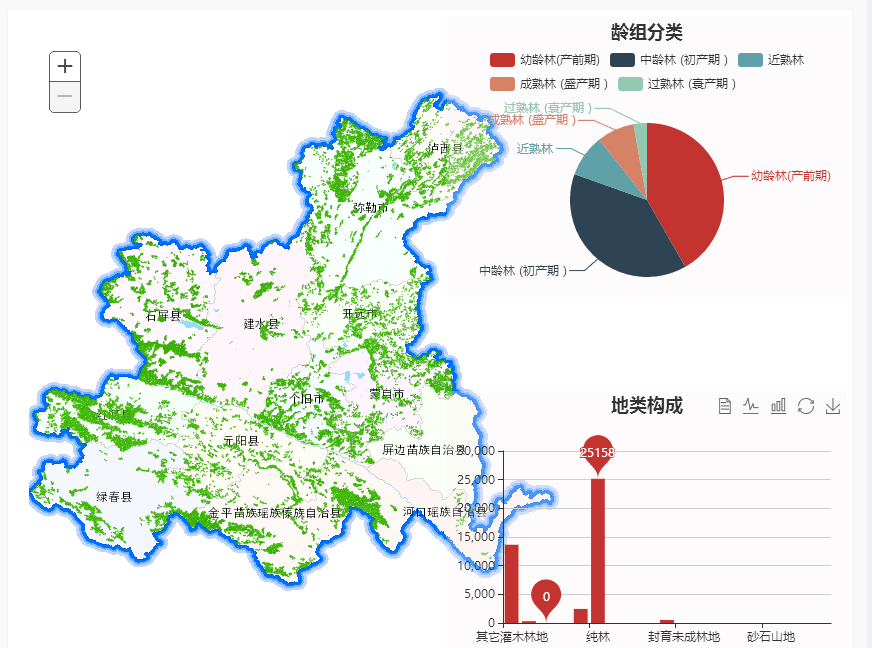 龄组分类
幼龄林(产前期) 中龄林 (初产期 ) 近熟林
成熟林 (盛产期 ) 过熟林 (衰产期 )
过熟林 (衰产期 )
成熟林 (盛产期 )
近熟林
幼龄林(产前期)
中龄林 (初产期 )
泸西县
弥勒市
石屏县
建水县
开远市
个旧市
蒙自市
红河县
元阳县
屏边苗族自治县
绿春县
金平苗族瑶族傣族自治县
河口瑶族自治县
地类构成
30,000
25158
25,000
20,000
15,000
10,000
5,000
0
0
其它灌木林地 纯林 封育未成林地 砂石山地